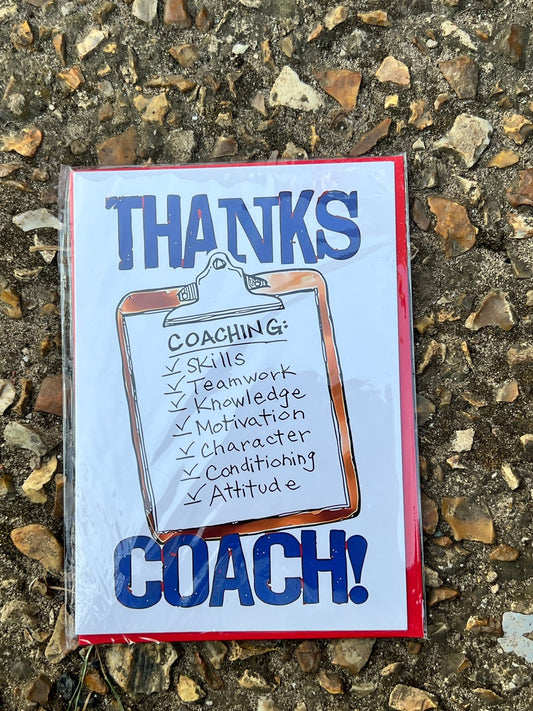 THANKS
COACHING:
✓ Skills
✓ Teamwork
✓ Knowledge
✓ Motivation
✓ Character
✓ Conditioning
✓ Attitude
COACH!